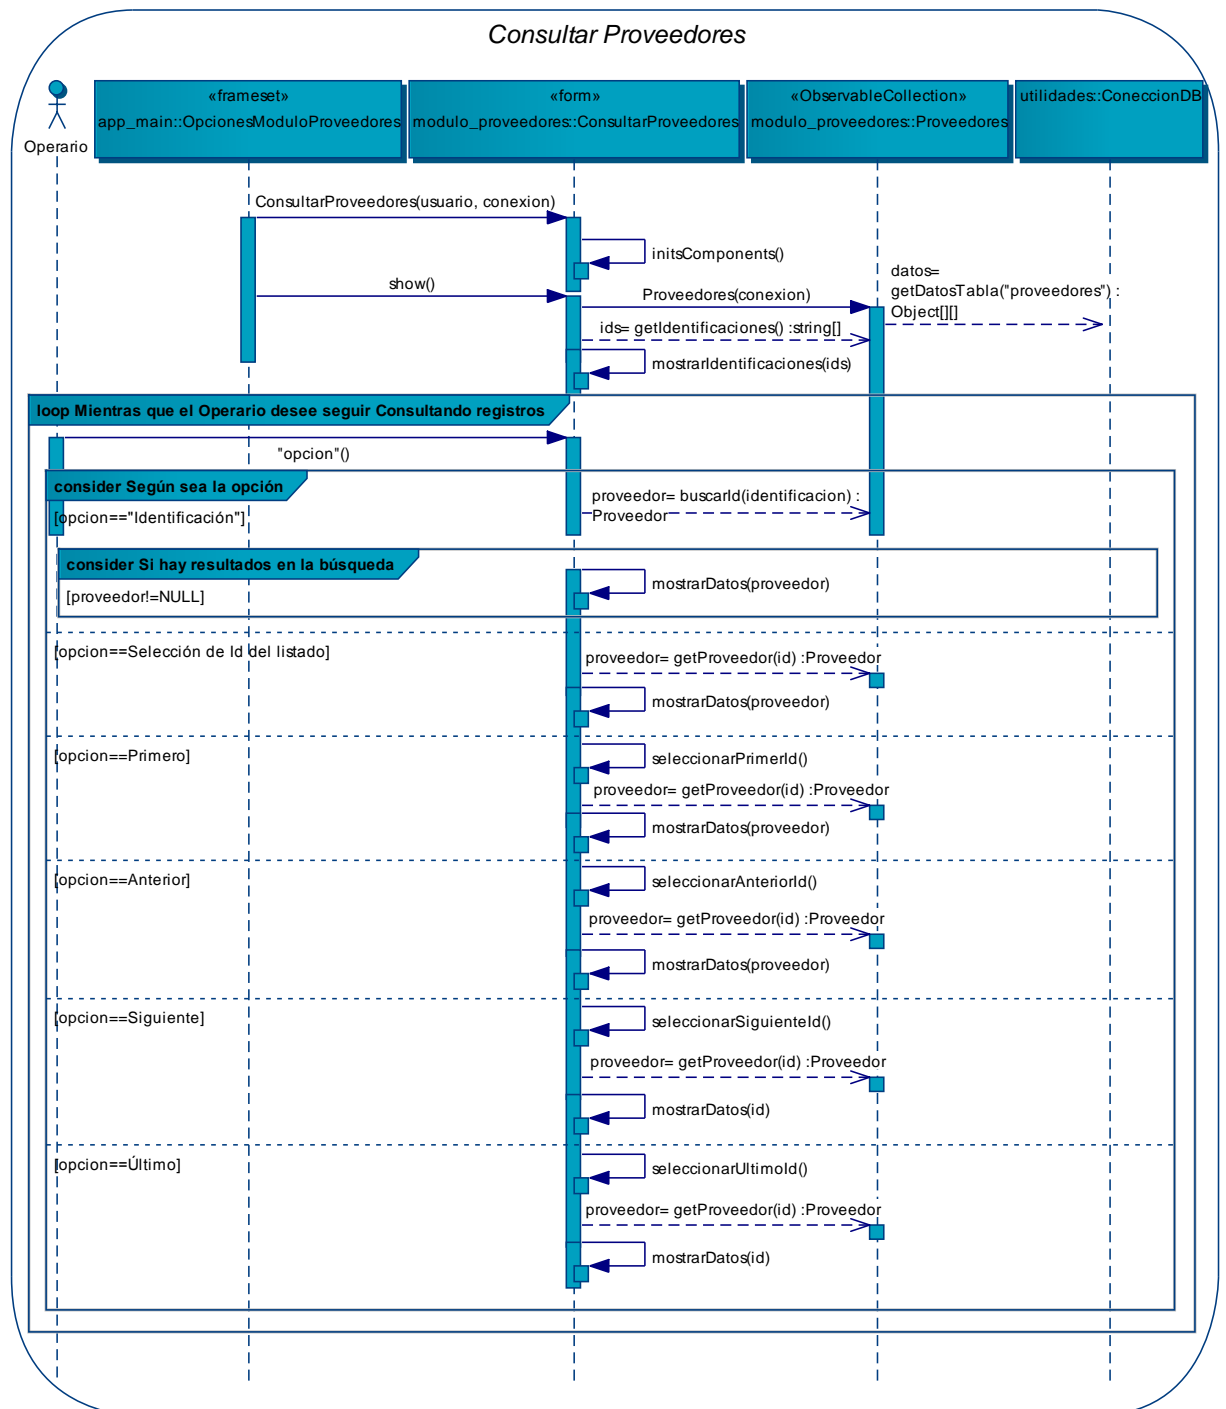 Consultar Proveedores
Operario
«frameset»
app_main::OpcionesModuloProveedores
«form»
modulo_proveedores::ConsultarProveedores
«ObservableCollection»
modulo_proveedores::Proveedores
utilidades::ConeccionDB
ConsultarProveedores(usuario, conexion)
initsComponents()
show()
Proveedores(conexion)
datos=
getDatosTabla("proveedores") :
Object[][]
ids= getIdentificaciones() :string[]
mostrarIdentificaciones(ids)
loop Mientras que el Operario desee seguir Consultando registros
"opcion"()
consider Según sea la opción
[opcion=="Identificación"]
proveedor= buscarId(identificacion) :
Proveedor
consider Si hay resultados en la búsqueda
[proveedor!=NULL]
mostrarDatos(proveedor)
[opcion==Selección de Id del listado]
proveedor= getProveedor(id) :Proveedor
mostrarDatos(proveedor)
[opcion==Primero]
seleccionarPrimerId()
proveedor= getProveedor(id) :Proveedor
mostrarDatos(proveedor)
[opcion==Anterior]
seleccionarAnteriorId()
proveedor= getProveedor(id) :Proveedor
mostrarDatos(proveedor)
[opcion==Siguiente]
seleccionarSiguienteId()
proveedor= getProveedor(id) :Proveedor
mostrarDatos(id)
[opcion==Último]
seleccionarUltimoId()
proveedor= getProveedor(id) :Proveedor
mostrarDatos(id)